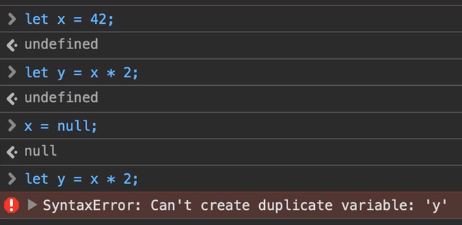 > let x = 42;
< undefined
> let y = x * 2;
< undefined
> x = null;
< null
> let y = x * 2;
SyntaxError: Can't create duplicate variable: 'y'